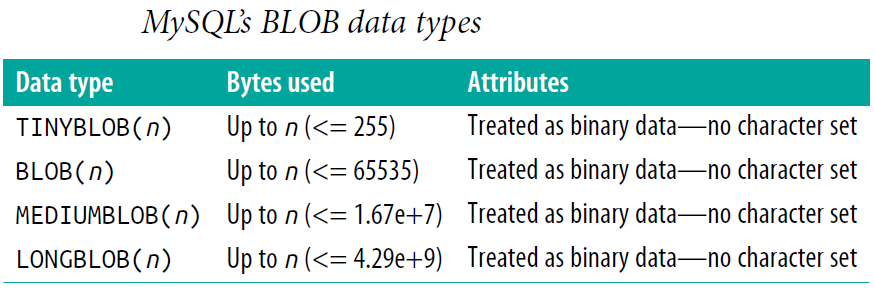 MySQL's BLOB data types
Data type Bytes used Attributes
TINYBLOB(n) Up to n (<= 255) Treated as binary data—no character set
BLOB(n) Up to n (<= 65535) Treated as binary data—no character set
MEDIUMBLOB(n) Up to n (<= 1.67e+7) Treated as binary data—no character set
LONGBLOB(n) Up to n (<= 4.29e+9) Treated as binary data—no character set